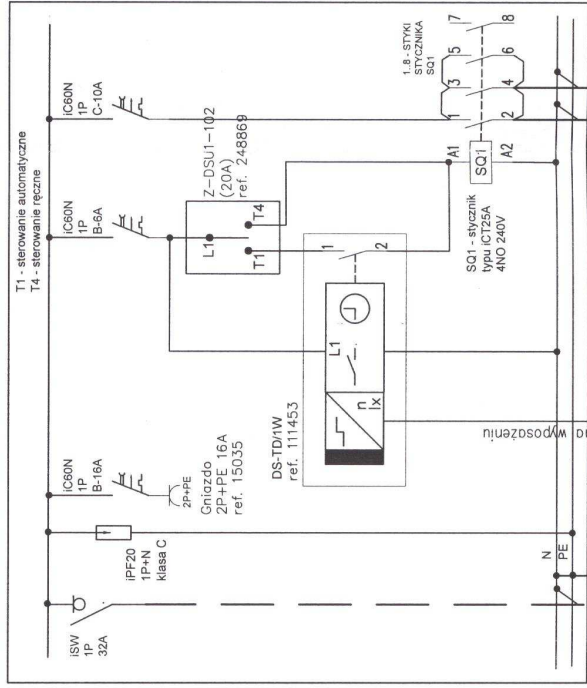 T1 - sterowanie automatyczne
T4 - sterowanie ręczne
iSW
1P
32A
iPF20
1P+N
klasa C
iC60N
1P
B-16A
2P+PE
Gniazdo
2P+PE 16A
ref. 15035
iC60N
1P
B-6A
iC60N
1P
C-10A
Z-DSU1-102
(20A)
ref. 248869
L1
T1
T4
DS-TD/1W
ref. 111453
L1
n
lx
1
2
1..8 - STYKI
STYCZNIKA
SQ1
1
3
5
7
2
4
6
8
A1
SQ1
A2
SQ1 - stycznik
typu iCT25A
4NO 240V
N
PE
na wyposażeniu